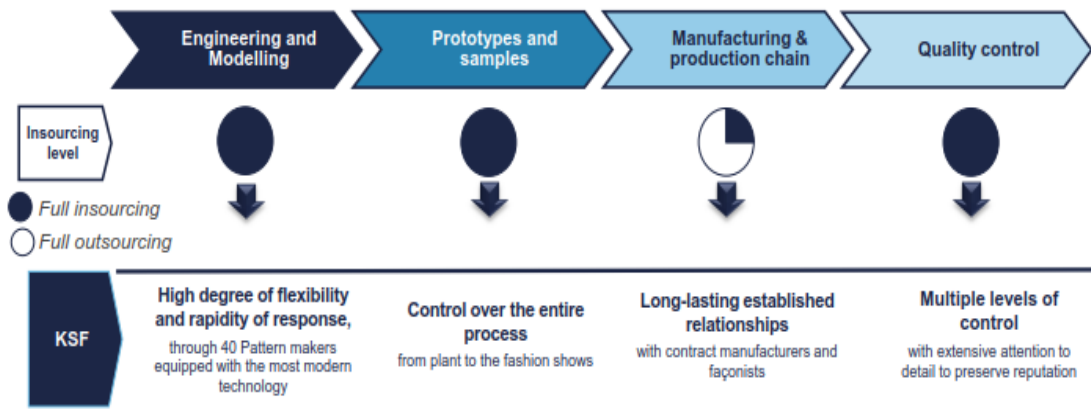 Engineering and
Modelling
Prototypes and
samples
Manufacturing &
production chain
Quality control
Insourcing
level
Full insourcing
Full outsourcing
KSF
High degree of flexibility
and rapidity of response,
through 40 Pattern makers
equipped with the most modern
technology
Control over the entire
process
from plant to the fashion shows
Long-lasting established
relationships
with contract manufacturers and
façonists
Multiple levels of
control
with extensive attention to
detail to preserve reputation